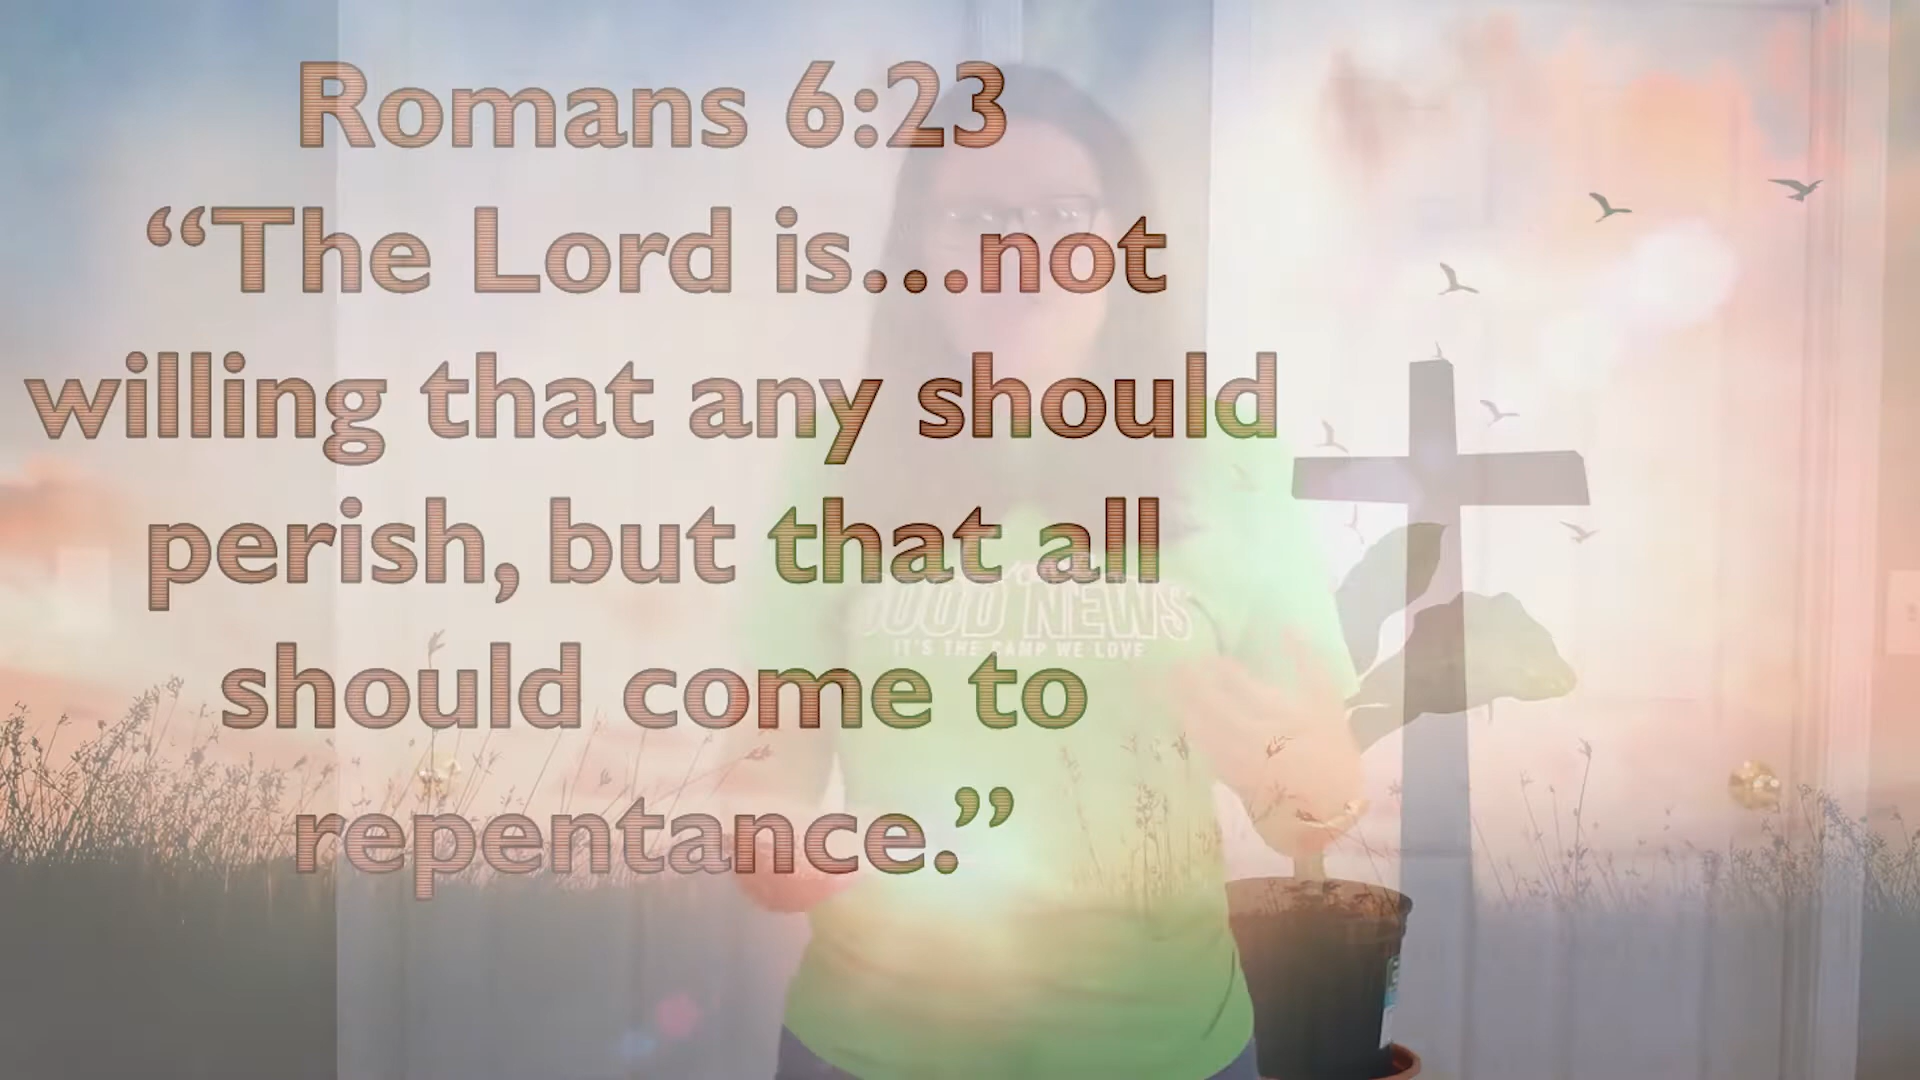 Romans 6:23
“The Lord is...not
willing that any should
perish, but that all
should come to
repentance.”
GOOD NEWS
IT'S THE CAMP WE LOVE